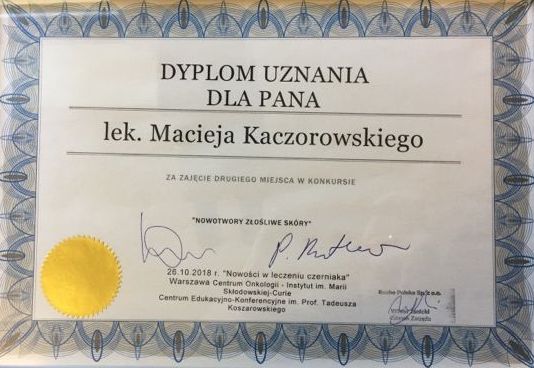 DYPLOM UZNANIA
DLA PANA
lek. Macieja Kaczorowskiego
ZA ZAJĘCIE DRUGIEGO MIEJSCA W KONKURSIE
"NOWOTWORY ZŁOŚLIWE SKÓRY"
26.10.2018 r. "Nowości w leczeniu czerniaka"
Warszawa Centrum Onkologii - Instytut im. Marii
Skłodowskiej-Curie
Centrum Edukacyjno-Konferencyjne im. Prof. Tadeusza
Koszarowskiego
Polska Sp. z o.o.
Zarządu